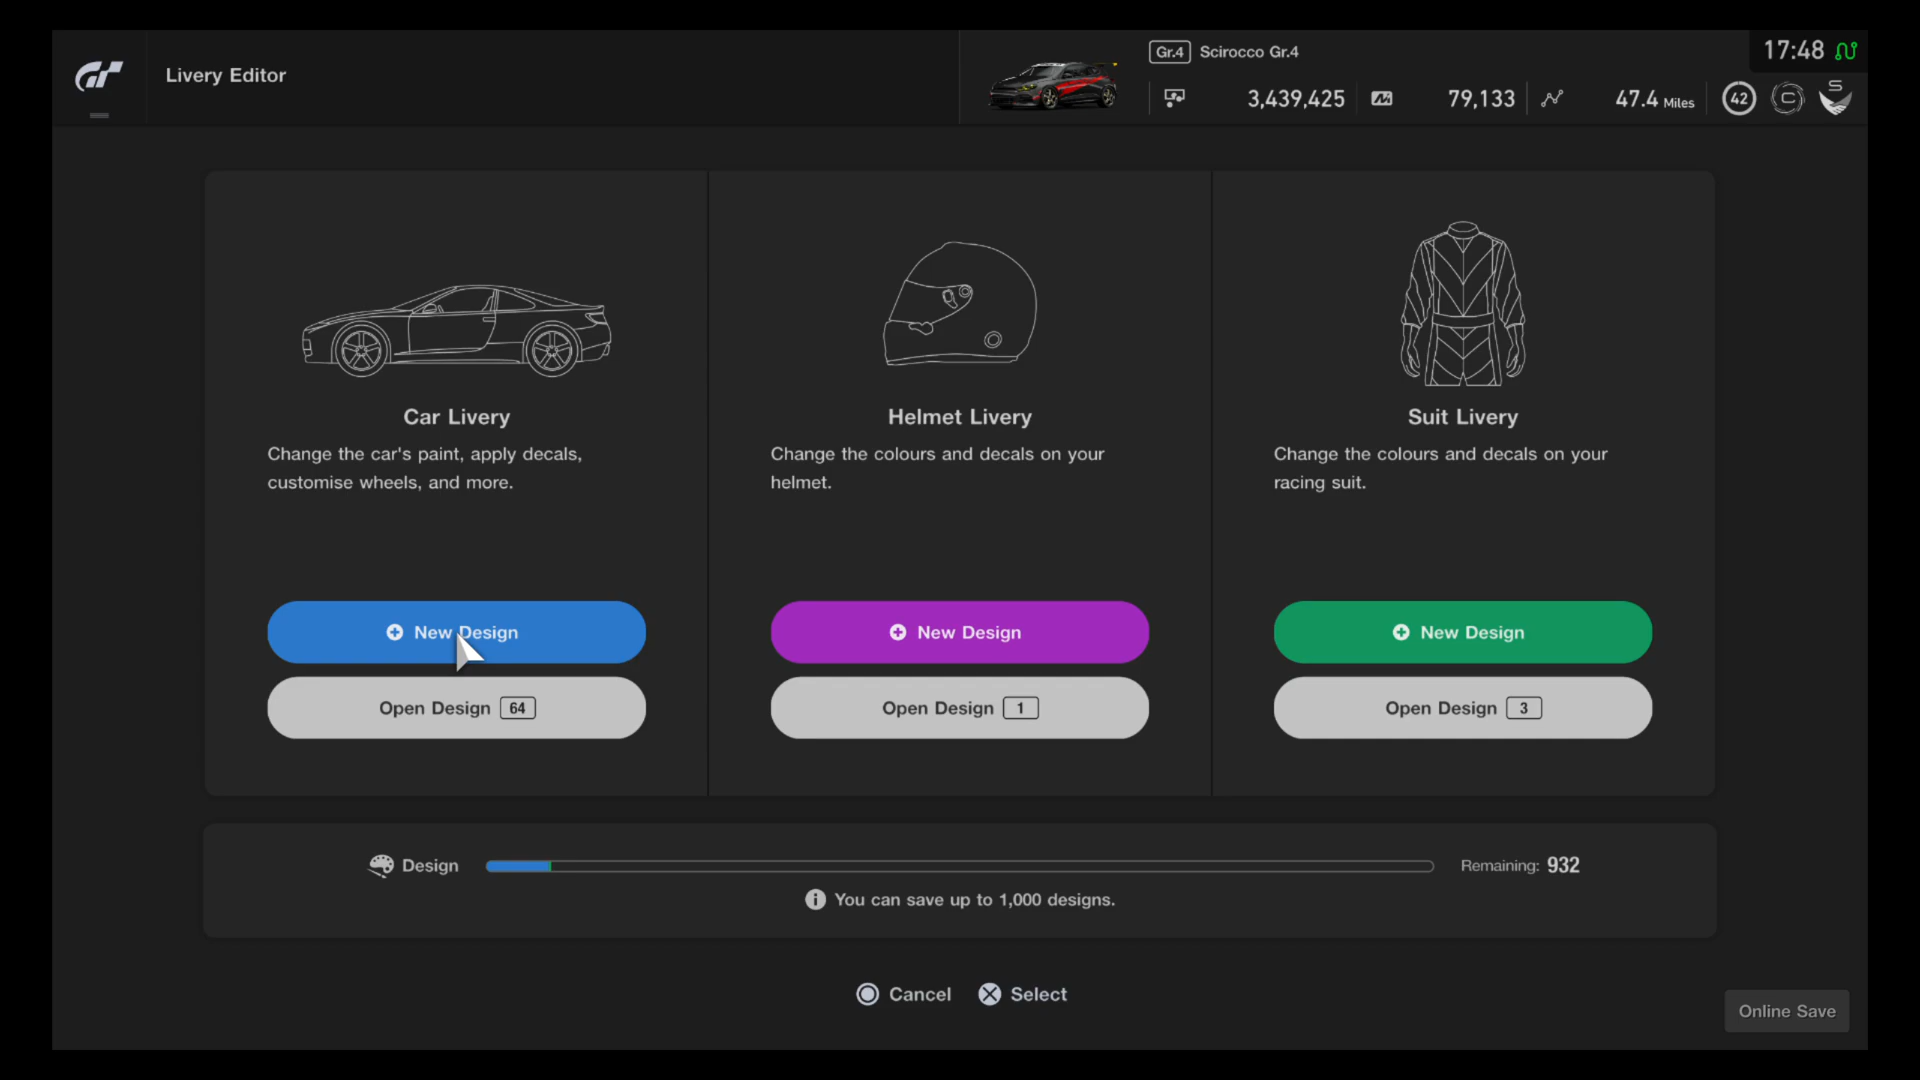 Livery Editor
Gr.4 Scirocco Gr.4
17:48
3,439,425
79,133
47.4 Miles
42
C
S
Car Livery
Change the car's paint, apply decals,
customise wheels, and more.
New Design
Open Design 64
Helmet Livery
Change the colours and decals on your
helmet.
New Design
Open Design 1
Suit Livery
Change the colours and decals on your
racing suit.
New Design
Open Design 3
Design
Remaining: 932
You can save up to 1,000 designs.
Cancel Select
Online Save